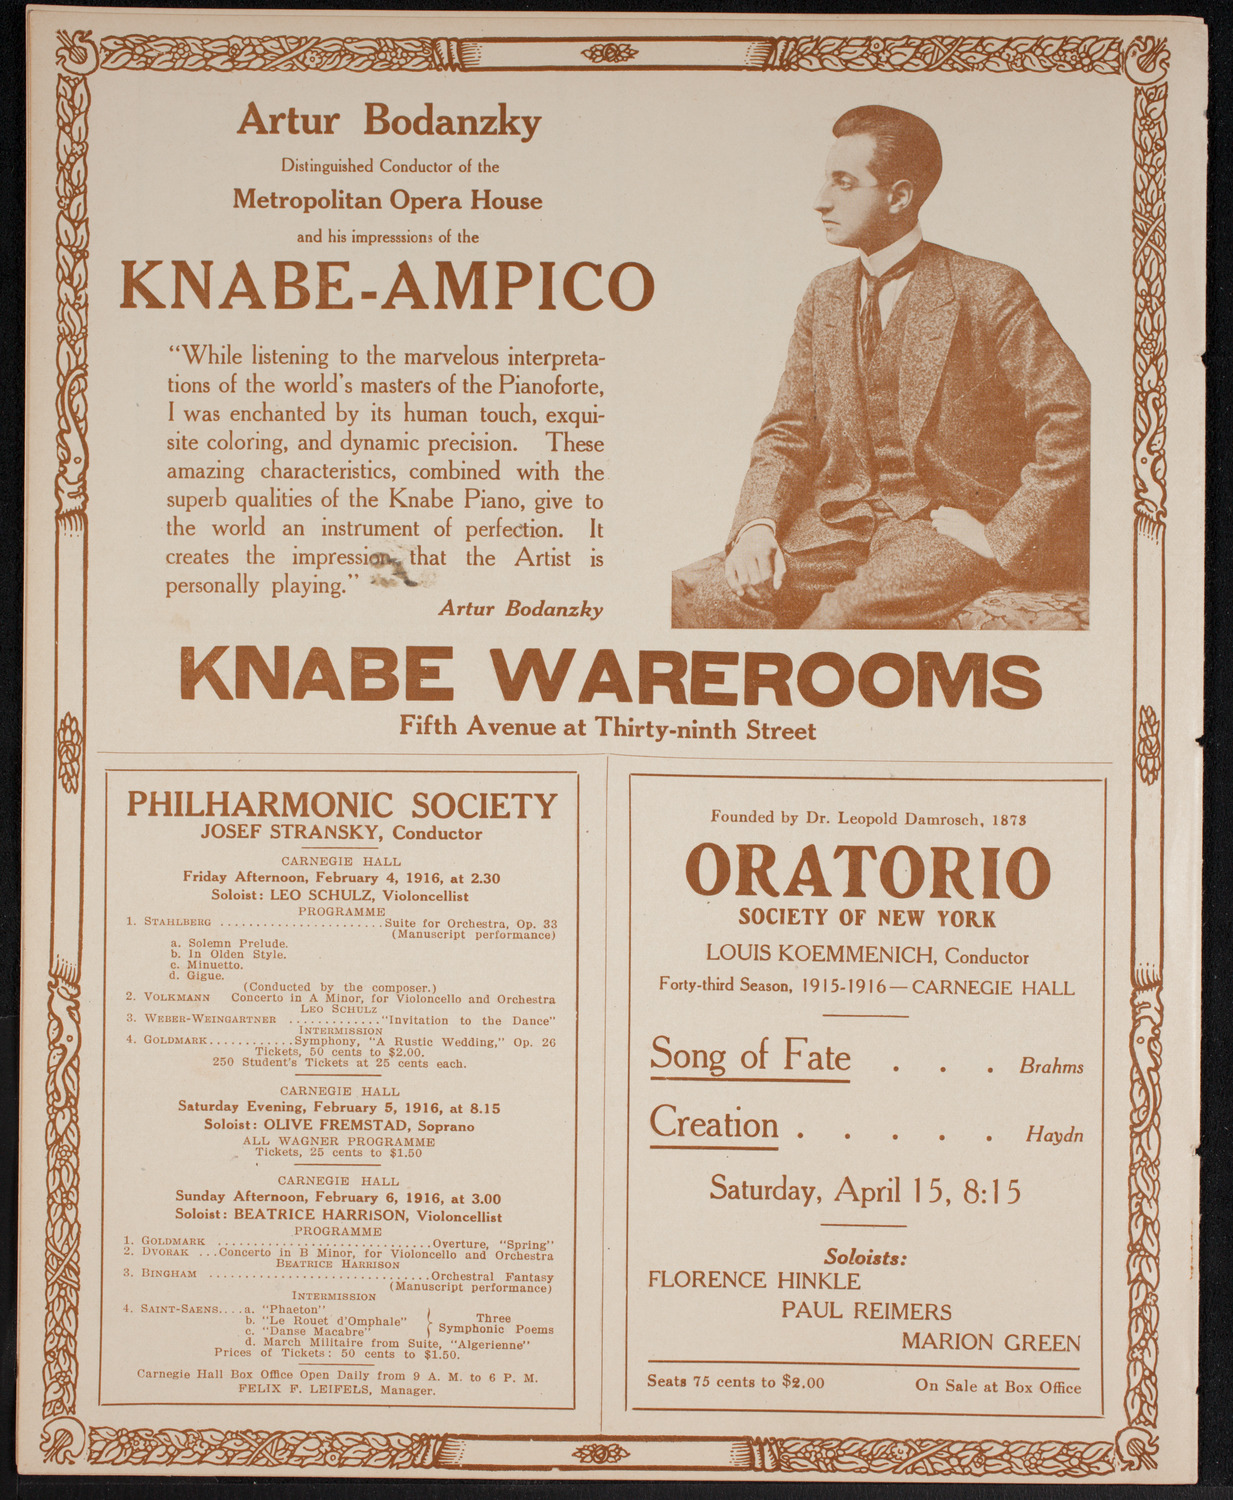 Artur Bodanzky
Distinguished Conductor of the
Metropolitan Opera House
and his impresssions of the
KNABE-AMPICO
"While listening to the marvelous interpreta-
tions of the world's masters of the Pianoforte,
I was enchanted by its human touch, exqui-
site coloring, and dynamic precision. These
amazing characteristics, combined with the
superb qualities of the Knabe Piano, give to
the world an instrument of perfection. It
creates the impression that the Artist is
personally playing."
Artur Bodanzky
KNABE WAREROOMS
Fifth Avenue at Thirty-ninth Street
PHILHARMONIC SOCIETY
JOSEF STRANSKY, Conductor
CARNEGIE HALL
Friday Afternoon, February 4, 1916, at 2.30
Soloist: LEO SCHULZ, Violoncellist
PROGRAMME
1. STAHLBERG ......................Suite for Orchestra, Op. 33
(Manuscript performance)
a. Solemn Prelude.
b. In Olden Style.
c. Minuetto.
d. Gigue.
(Conducted by the composer.)
2. VOLKMANN Concerto in A Minor, for Violoncello and Orchestra
LEO SCHULZ
3. WEBER-WEINGARTNER ............"Invitation to the Dance"
INTERMISSION
4. GOLDMARK...........Symphony, "A Rustic Wedding," Op. 26
Tickets, 50 cents to $2.00.
250 Student's Tickets at 25 cents each.
CARNEGIE HALL
Saturday Evening, February 5, 1916, at 8.15
Soloist: OLIVE FREMSTAD, Soprano
ALL WAGNER PROGRAMME
Tickets, 25 cents to $1.50
CARNEGIE HALL
Sunday Afternoon, February 6, 1916, at 3.00
Soloist: BEATRICE HARRISON, Violoncellist
PROGRAMME
1. GOLDMARK ............................Overture, "Spring"
2. DVORAK ...Concerto in B Minor, for Violoncello and Orchestra
BEATRICE HARRISON
3. BINGHAM .............................Orchestral Fantasy
(Manuscript performance)
INTERMISSION
4. SAINT-SAENS....a. "Phaeton"
b. "Le Rouet d'Omphale"
c. "Danse Macabre"
Three
Symphonic Poems
d. March Militaire from Suite, "Algerienne"
Prices of Tickets: 50 cents to $1.50.
Carnegie Hall Box Office Open Daily from 9 A. M. to 6 P. M.
FELIX F. LEIFELS, Manager.
Founded by Dr. Leopold Damrosch, 1873
ORATORIO
SOCIETY OF NEW YORK
LOUIS KOEMMENICH, Conductor
Forty-third Season, 1915-1916—CARNEGIE HALL
Song of Fate . . . Brahms
Creation . . . . . Haydn
Saturday, April 15, 8:15
Soloists:
FLORENCE HINKLE
PAUL REIMERS
MARION GREEN
Seats 75 cents to $2.00 On Sale at Box Office